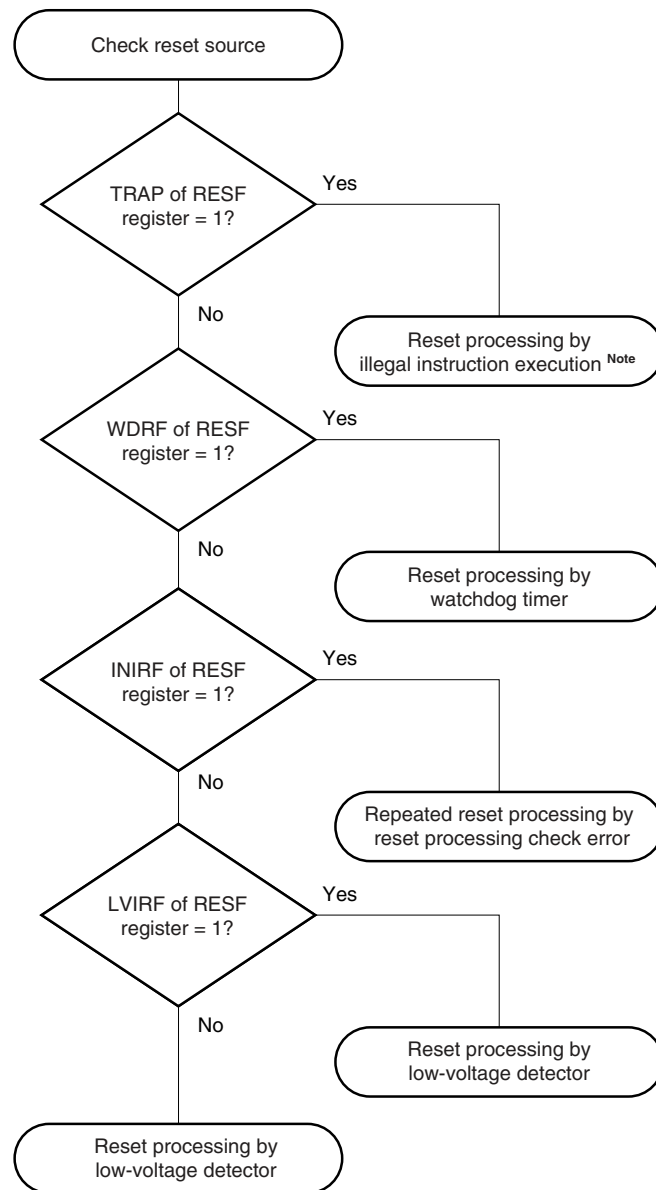 Check reset source
TRAP of RESF
register = 1?
Yes
No
Reset processing by
illegal instruction execution Note
WDRF of RESF
register = 1?
Yes
No
Reset processing by
watchdog timer
INIRF of RESF
register = 1?
Yes
No
Repeated reset processing by
reset processing check error
LVIRF of RESF
register = 1?
Yes
No
Reset processing by
low-voltage detector
Reset processing by
low-voltage detector